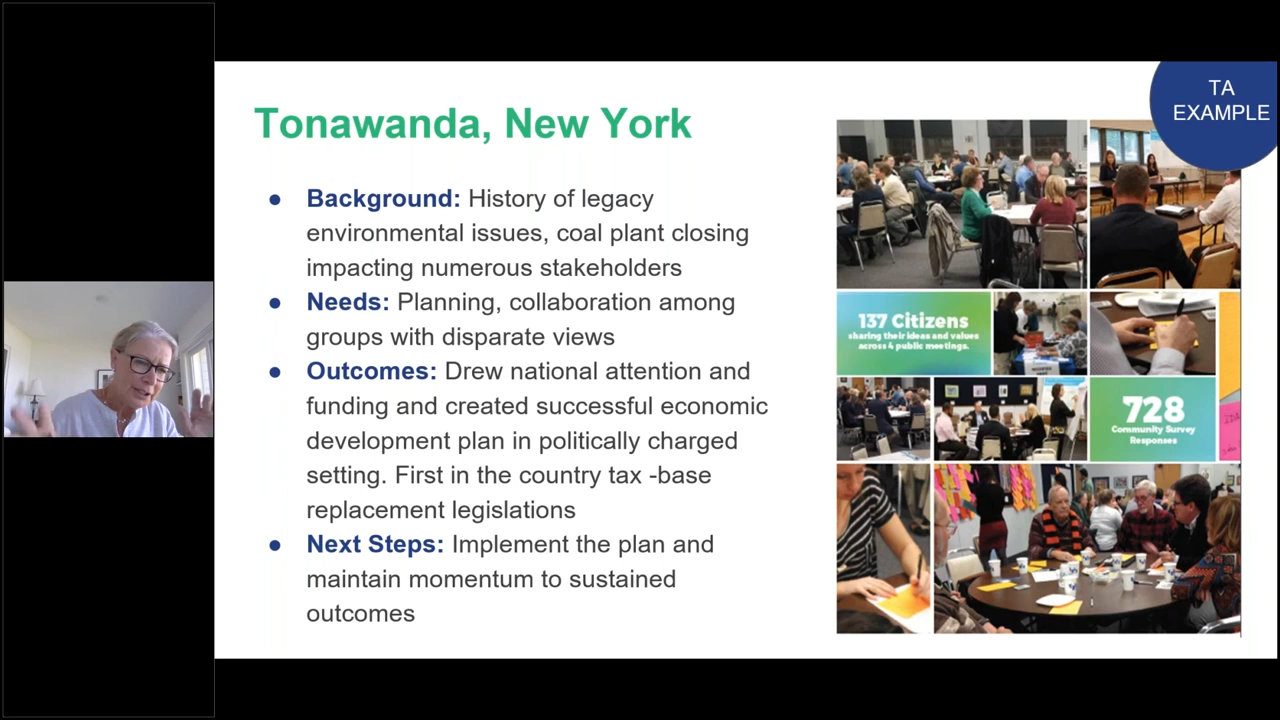 TA
EXAMPLE
Tonawanda, New York
● Background: History of legacy
environmental issues, coal plant closing
impacting numerous stakeholders
● Needs: Planning, collaboration among
groups with disparate views
● Outcomes: Drew national attention and
funding and created successful economic
development plan in politically charged
setting. First in the country tax -base
replacement legislations
● Next Steps: Implement the plan and
maintain momentum to sustained
outcomes
137 Citizens
sharing their ideas and values
across 4 public meetings.
728
Community Survey
Responses